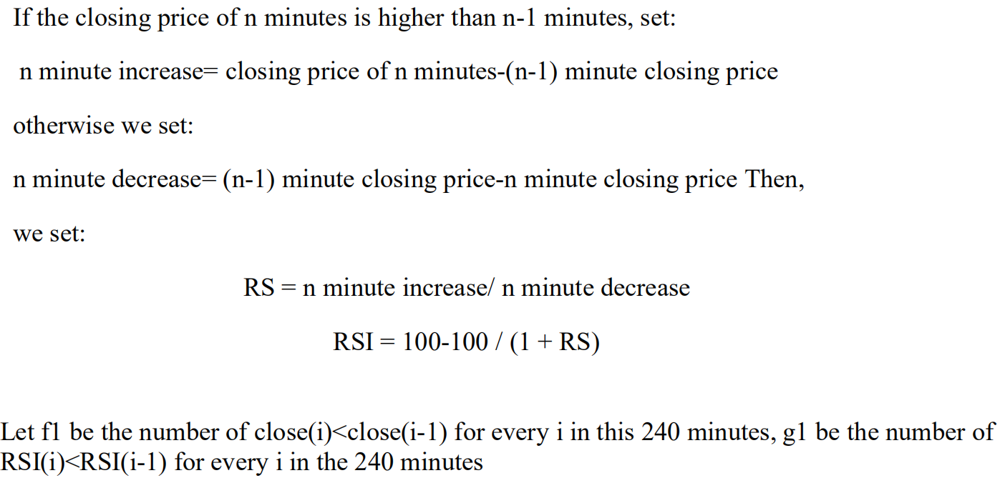 If the closing price of n minutes is higher than n-1 minutes, set:
n minute increase= closing price of n minutes-(n-1) minute closing price
otherwise we set:
n minute decrease= (n-1) minute closing price-n minute closing price Then,
we set:
RS = n minute increase/ n minute decrease
RSI = 100-100 / (1 + RS)
Let f1 be the number of close(i)<close(i-1) for every i in this 240 minutes, g1 be the number of
RSI(i)<RSI(i-1) for every i in the 240 minutes